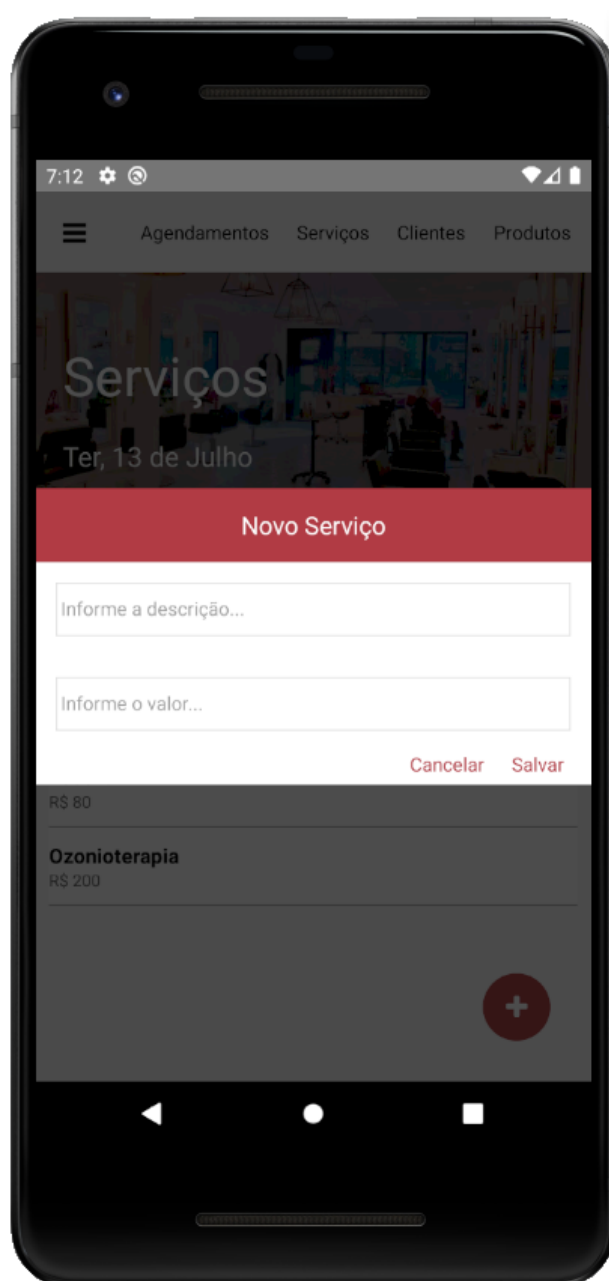 7:12
Agendamentos Serviços Clientes Produtos
Serviços
Ter, 13 de Julho
Novo Serviço
Informe a descrição...
Informe o valor...
Cancelar Salvar
R$ 80
Ozonioterapia
R$ 200